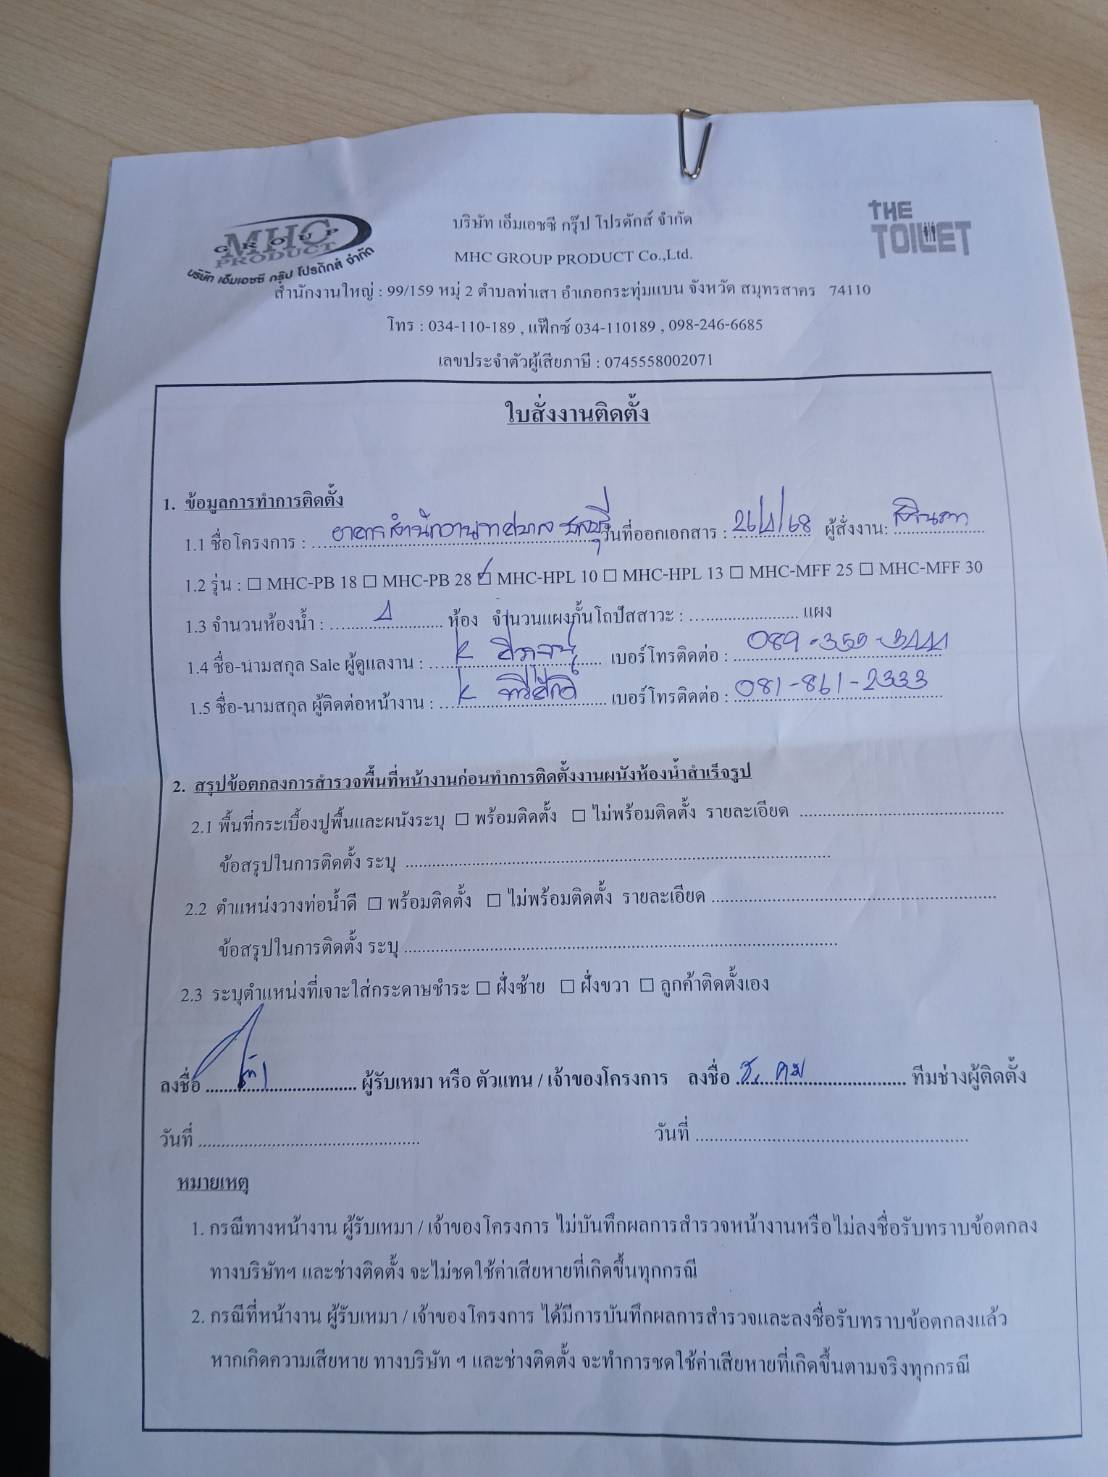 MHC
GROUP
PRODUCT
บริษัท เอ็มเอชซี กรุ๊ป โปรดักส์ จำกัด
THE
TOILET
บริษัท เอ็มเอชซี กรุ๊ป โปรดักส์ จำกัด
MHC GROUP PRODUCT Co.,Ltd.
สำนักงานใหญ่ : 99/159 หมู่ 2 ตำบลท่าเสา อำเภอกระทุ่มแบน จังหวัด สมุทรสาคร 74110
โทร : 034-110-189 , แฟ็กซ์ 034-110189 , 098-246-6685
เลขประจำตัวผู้เสียภาษี : 0745558002071
ใบสั่งงานติดตั้ง
1. ข้อมูลการทำการติดตั้ง
1.1 ชื่อโครงการ : อาคารสำนักงานเทศบาล ชลบุรี วันที่ออกเอกสาร : 26/1/68 ผู้สั่งงาน:
1.2 รุ่น : ☐ MHC-PB 18 ☐ MHC-PB 28 ☑ MHC-HPL 10 ☐ MHC-HPL 13 ☐ MHC-MFF 25 ☐ MHC-MFF 30
1.3 จำนวนห้องน้ำ : ........ ห้อง จำนวนแผงกั้นโถปัสสาวะ : ........ แผง
1.4 ชื่อ-นามสกุล Sale ผู้ดูแลงาน : K เบอร์โทรติดต่อ :
1.5 ชื่อ-นามสกุล ผู้ติดต่อหน้างาน : K ทวีศักดิ์ เบอร์โทรติดต่อ : 081-861-2333
2. สรุปข้อตกลงการสำรวจพื้นที่หน้างานก่อนทำการติดตั้งงานผนังห้องน้ำสำเร็จรูป
2.1 พื้นที่กระเบื้องปูพื้นและผนังระบุ ☐ พร้อมติดตั้ง ☐ ไม่พร้อมติดตั้ง รายละเอียด ........
ข้อสรุปในการติดตั้ง ระบุ ........
2.2 ตำแหน่งวางท่อน้ำดี ☐ พร้อมติดตั้ง ☐ ไม่พร้อมติดตั้ง รายละเอียด ........
ข้อสรุปในการติดตั้ง ระบุ ........
2.3 ระบุตำแหน่งที่เจาะใส่กระดาษชำระ ☐ ฝั่งซ้าย ☐ ฝั่งขวา ☐ ลูกค้าติดตั้งเอง
ลงชื่อ ........ ผู้รับเหมา หรือ ตัวแทน / เจ้าของโครงการ ลงชื่อ ........ ทีมช่างผู้ติดตั้ง
วันที่ ........ วันที่ ........
หมายเหตุ
1. กรณีทางหน้างาน ผู้รับเหมา / เจ้าของโครงการ ไม่บันทึกผลการสำรวจหน้างานหรือไม่ลงชื่อรับทราบข้อตกลง
ทางบริษัทฯ และช่างติดตั้ง จะไม่ชดใช้ค่าเสียหายที่เกิดขึ้นทุกกรณี
2. กรณีที่หน้างาน ผู้รับเหมา / เจ้าของโครงการ ได้มีการบันทึกผลการสำรวจและลงชื่อรับทราบข้อตกลงแล้ว
หากเกิดความเสียหาย ทางบริษัท ฯ และช่างติดตั้ง จะทำการชดใช้ค่าเสียหายที่เกิดขึ้นตามจริงทุกกรณี